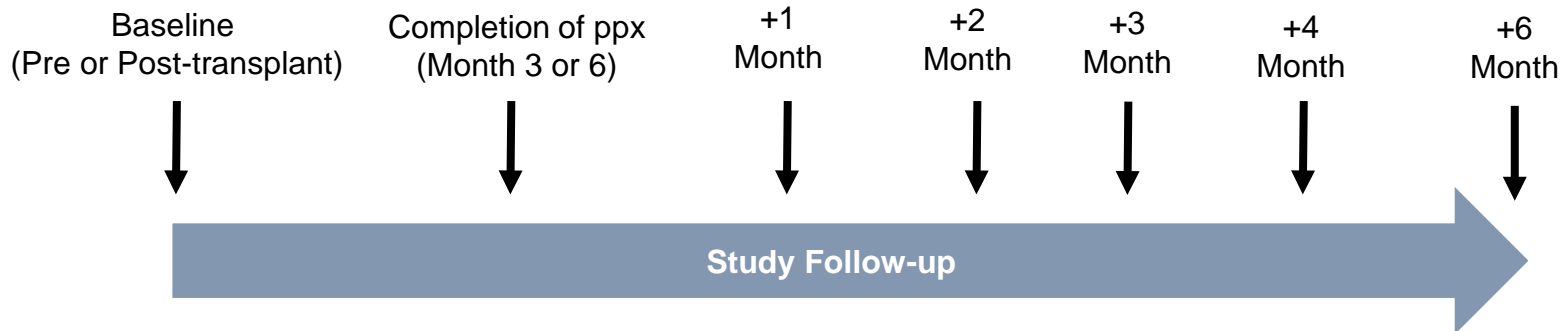 Baseline
(Pre or Post-transplant)
Completion of ppx
(Month 3 or 6)
+1
Month
+2
Month
+3
Month
+4
Month
+6
Month
Study Follow-up